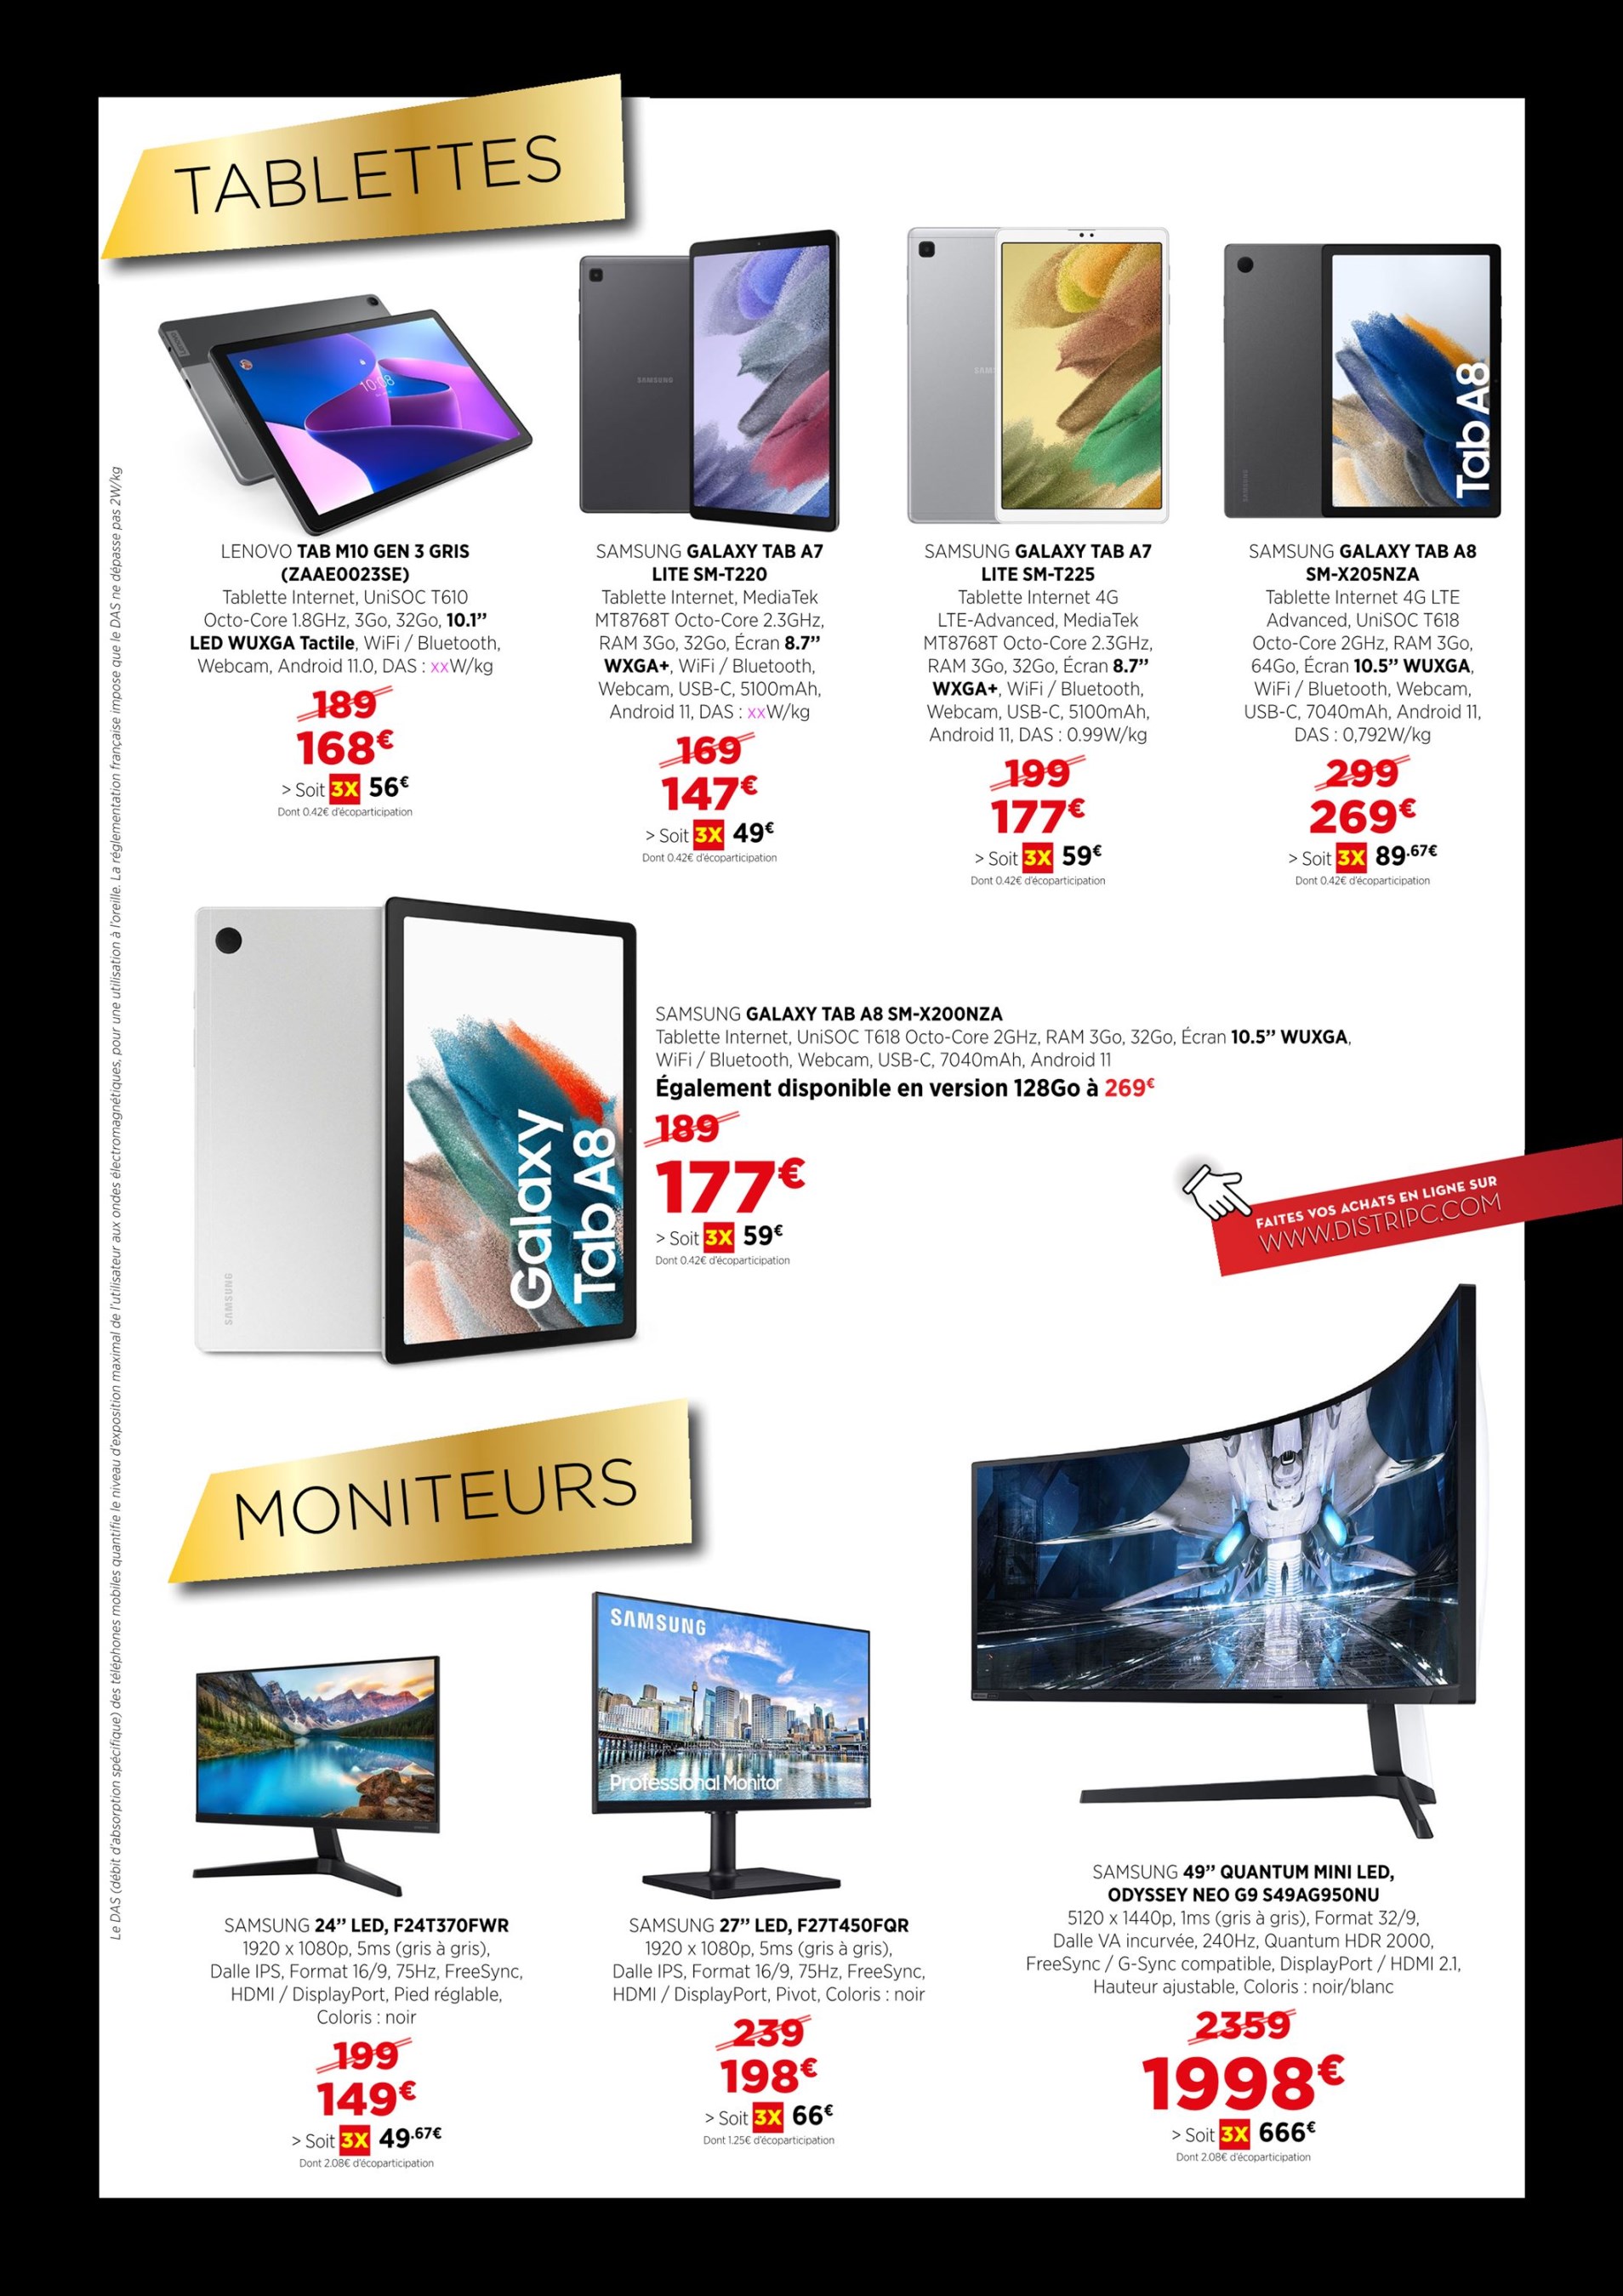 TABLETTES
SAMSUNG
SAM
SAMSUNG
Tab A8
10:08
LENOVO TAB M10 GEN 3 GRIS
(ZAAE0023SE)
Tablette Internet, UniSOC T610
Octo-Core 1.8GHz, 3Go, 32Go, 10.1’’
LED WUXGA Tactile, WiFi / Bluetooth,
Webcam, Android 11.0, DAS : xxW/kg
189
168€
> Soit 3X 56€
Dont 0.42€ d'écoparticipation
SAMSUNG GALAXY TAB A7
LITE SM-T220
Tablette Internet, MediaTek
MT8768T Octo-Core 2.3GHz,
RAM 3Go, 32Go, Écran 8.7’’
WXGA+, WiFi / Bluetooth,
Webcam, USB-C, 5100mAh,
Android 11, DAS : xxW/kg
169
147€
> Soit 3X 49€
Dont 0.42€ d'écoparticipation
SAMSUNG GALAXY TAB A7
LITE SM-T225
Tablette Internet 4G
LTE-Advanced, MediaTek
MT8768T Octo-Core 2.3GHz,
RAM 3Go, 32Go, Écran 8.7’’
WXGA+, WiFi / Bluetooth,
Webcam, USB-C, 5100mAh,
Android 11, DAS : 0.99W/kg
199
177€
> Soit 3X 59€
Dont 0.42€ d'écoparticipation
SAMSUNG GALAXY TAB A8
SM-X205NZA
Tablette Internet 4G LTE
Advanced, UniSOC T618
Octo-Core 2GHz, RAM 3Go,
64Go, Écran 10.5’’ WUXGA,
WiFi / Bluetooth, Webcam,
USB-C, 7040mAh, Android 11,
DAS : 0,792W/kg
299
269€
> Soit 3X 89.67€
Dont 0.42€ d'écoparticipation
SAMSUNG
Galaxy
Tab A8
SAMSUNG GALAXY TAB A8 SM-X200NZA
Tablette Internet, UniSOC T618 Octo-Core 2GHz, RAM 3Go, 32Go, Écran 10.5’’ WUXGA,
WiFi / Bluetooth, Webcam, USB-C, 7040mAh, Android 11
Également disponible en version 128Go à 269€
189
177€
> Soit 3X 59€
Dont 0.42€ d'écoparticipation
FAITES VOS ACHATS EN LIGNE SUR
WWW.DISTRIPC.COM
MONITEURS
SAMSUNG
Professional Monitor
SAMSUNG 24’’ LED, F24T370FWR
1920 x 1080p, 5ms (gris à gris),
Dalle IPS, Format 16/9, 75Hz, FreeSync,
HDMI / DisplayPort, Pied réglable,
Coloris : noir
199
149€
> Soit 3X 49.67€
Dont 2.08€ d'écoparticipation
SAMSUNG 27’’ LED, F27T450FQR
1920 x 1080p, 5ms (gris à gris),
Dalle IPS, Format 16/9, 75Hz, FreeSync,
HDMI / DisplayPort, Pivot, Coloris : noir
239
198€
> Soit 3X 66€
Dont 1.25€ d'écoparticipation
SAMSUNG 49’’ QUANTUM MINI LED,
ODYSSEY NEO G9 S49AG950NU
5120 x 1440p, 1ms (gris à gris), Format 32/9,
Dalle VA incurvée, 240Hz, Quantum HDR 2000,
FreeSync / G-Sync compatible, DisplayPort / HDMI 2.1,
Hauteur ajustable, Coloris : noir/blanc
2359
1998€
> Soit 3X 666€
Dont 2.08€ d'écoparticipation
Le DAS (débit d'absorption spécifique) des téléphones mobiles quantifie le niveau d'exposition maximal de l'utilisateur aux ondes électromagnétiques, pour une utilisation à l'oreille. La réglementation française impose que le DAS ne dépasse pas 2W/kg